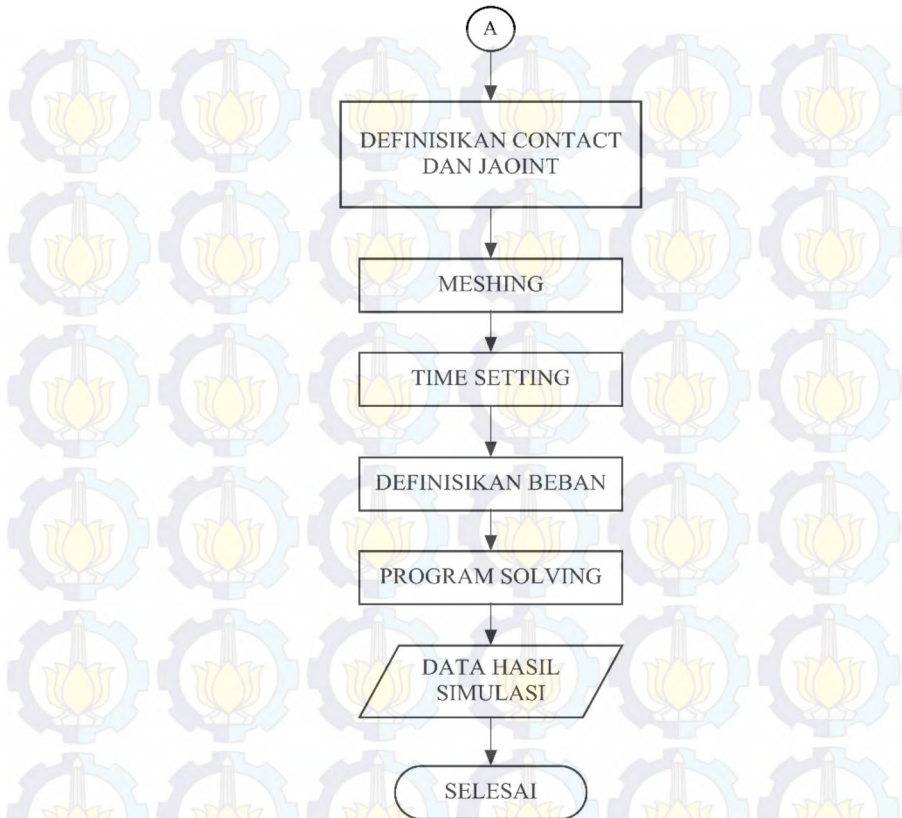 A
DEFINISIKAN CONTACT
DAN JAOINT
MESHING
TIME SETTING
DEFINISIKAN BEBAN
PROGRAM SOLVING
DATA HASIL
SIMULASI
SELESAI